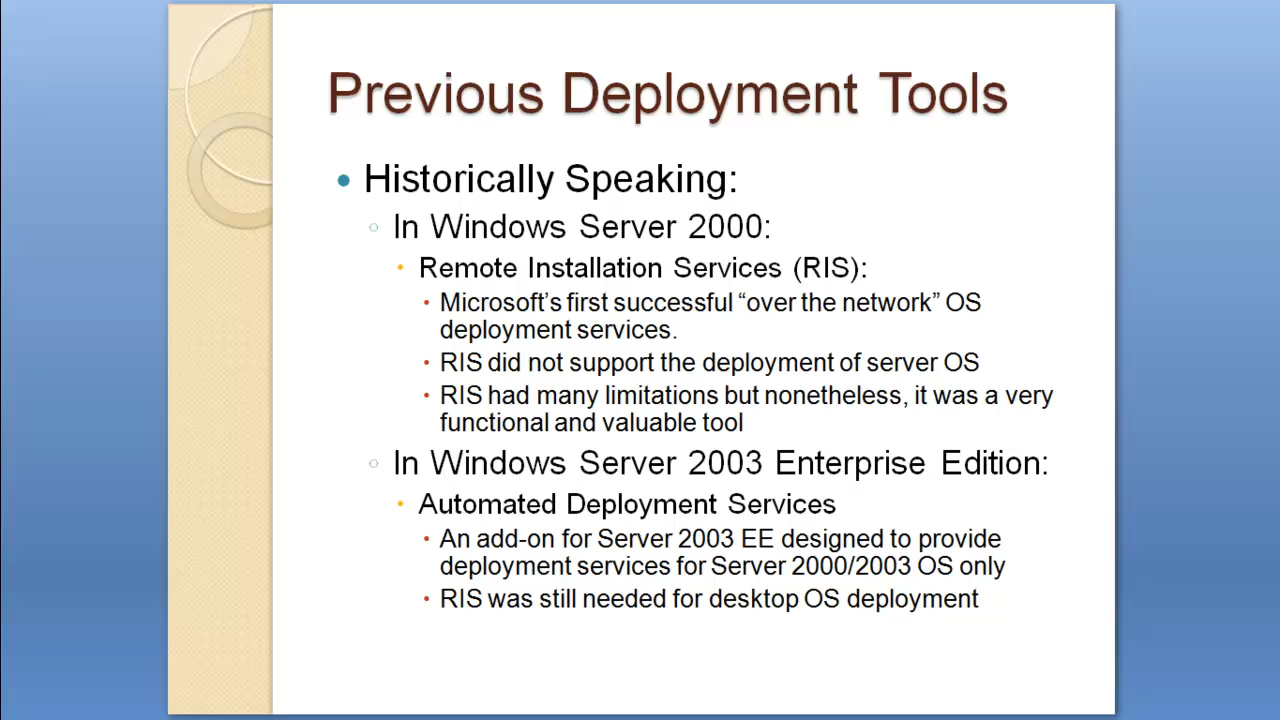 Previous Deployment Tools
• Historically Speaking:
○ In Windows Server 2000:
• Remote Installation Services (RIS):
• Microsoft's first successful “over the network” OS
deployment services.
• RIS did not support the deployment of server OS
• RIS had many limitations but nonetheless, it was a very
functional and valuable tool
○ In Windows Server 2003 Enterprise Edition:
• Automated Deployment Services
• An add-on for Server 2003 EE designed to provide
deployment services for Server 2000/2003 OS only
• RIS was still needed for desktop OS deployment